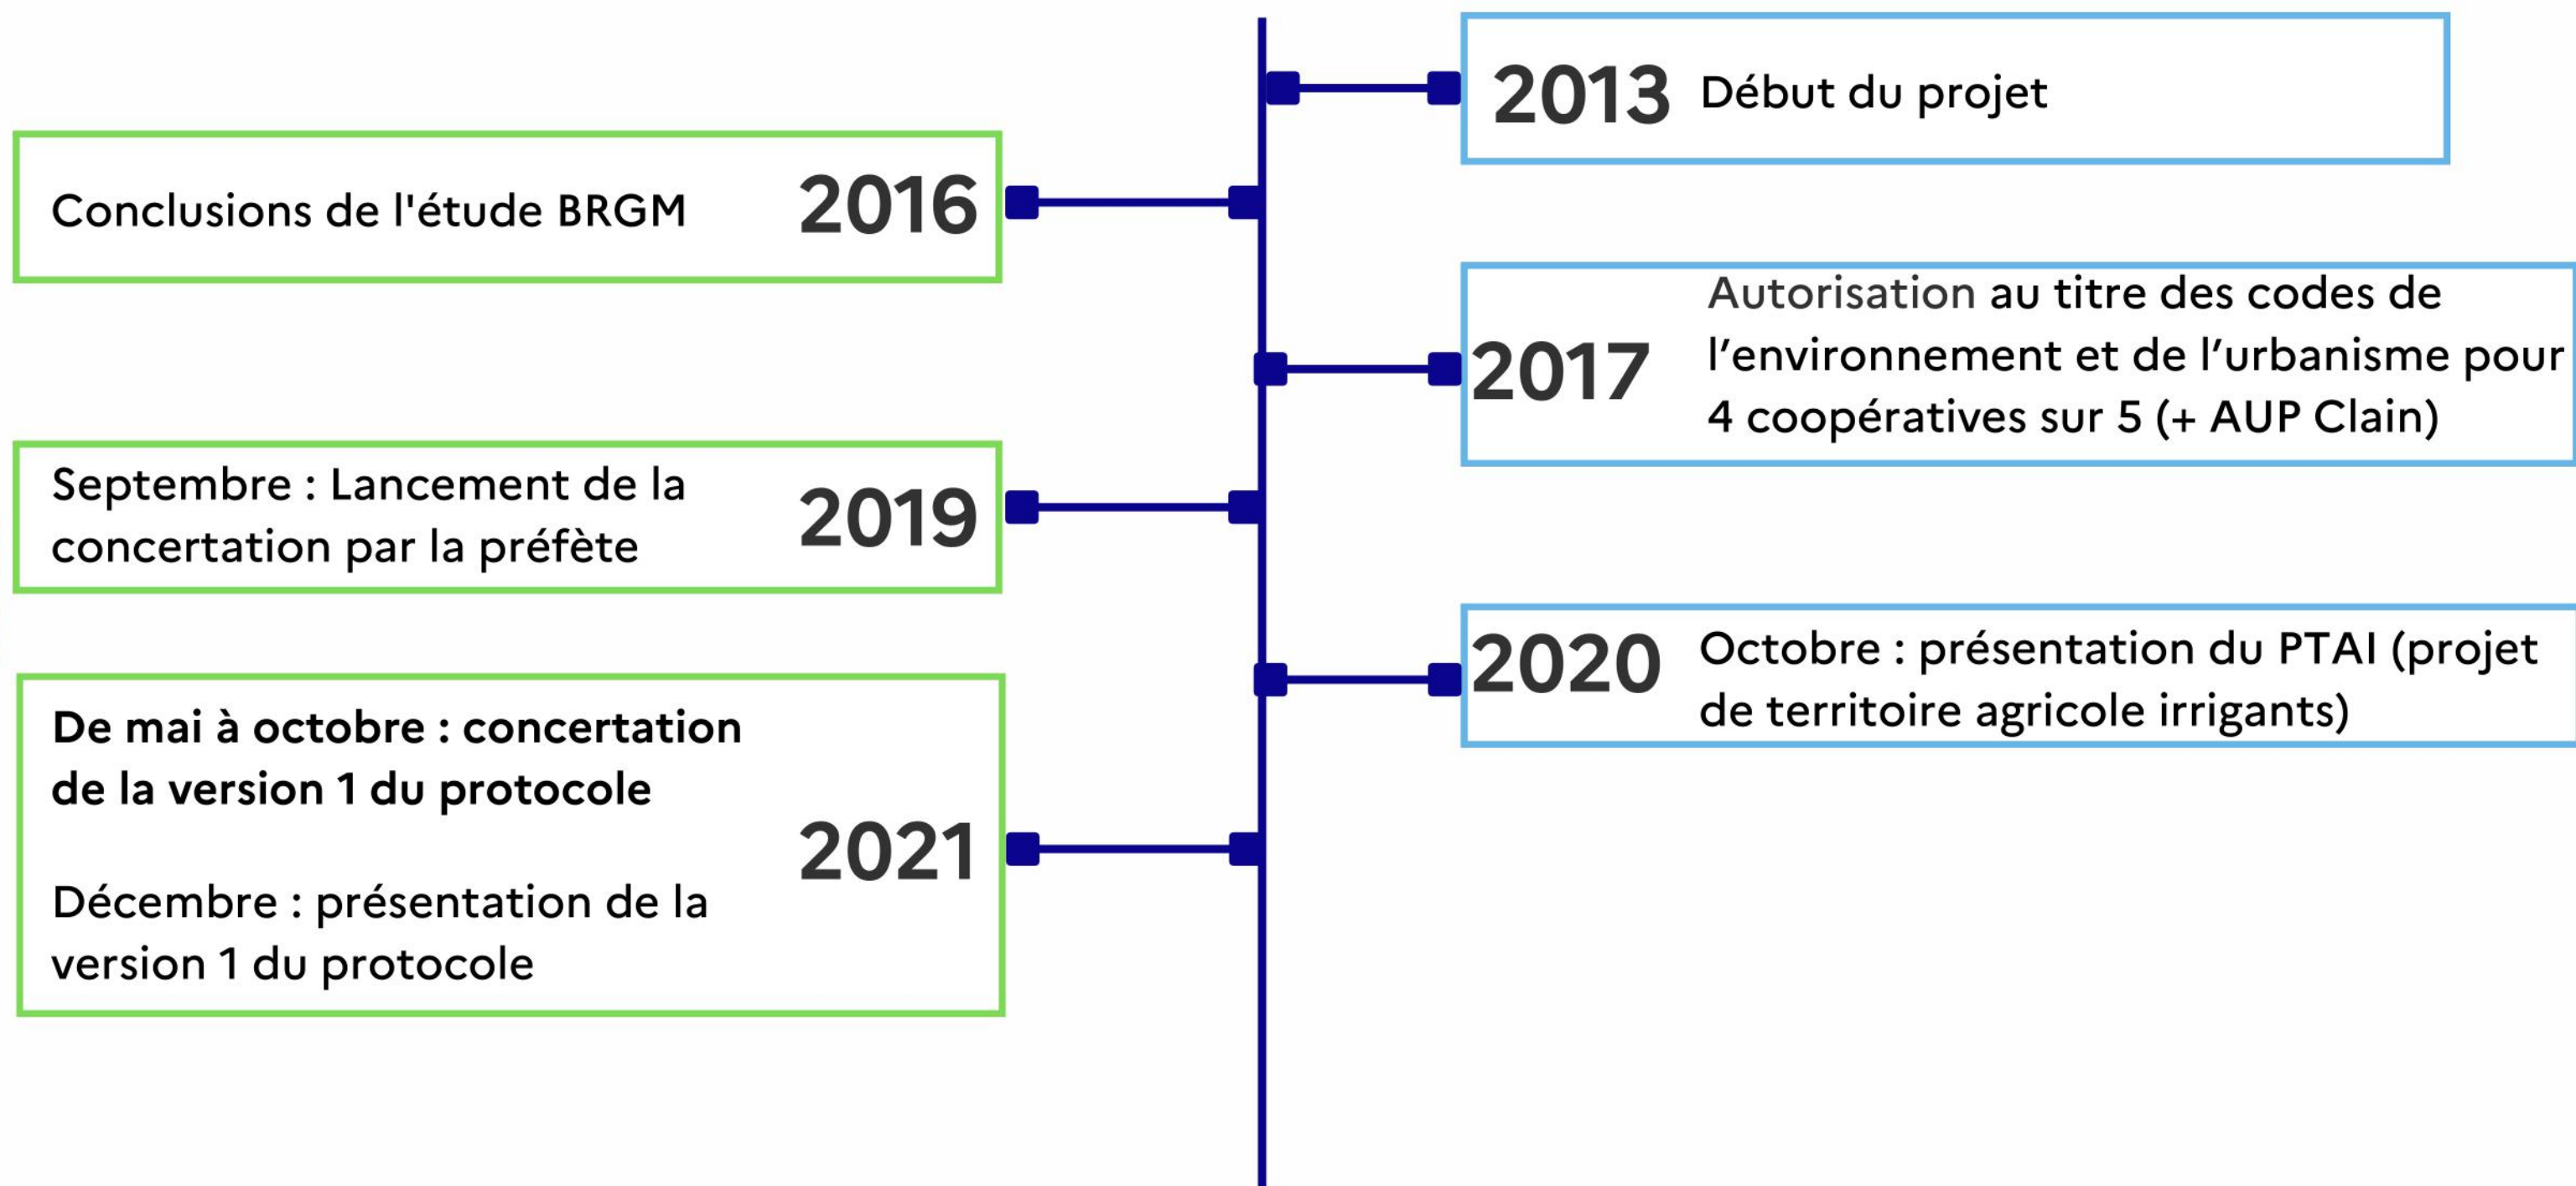 2013 Début du projet
Conclusions de l'étude BRGM 2016
2017
Autorisation au titre des codes de
l’environnement et de l’urbanisme pour
4 coopératives sur 5 (+ AUP Clain)
Septembre : Lancement de la
concertation par la préfète
2019
2020
Octobre : présentation du PTAI (projet
de territoire agricole irrigants)
De mai à octobre : concertation
de la version 1 du protocole
2021
Décembre : présentation de la
version 1 du protocole